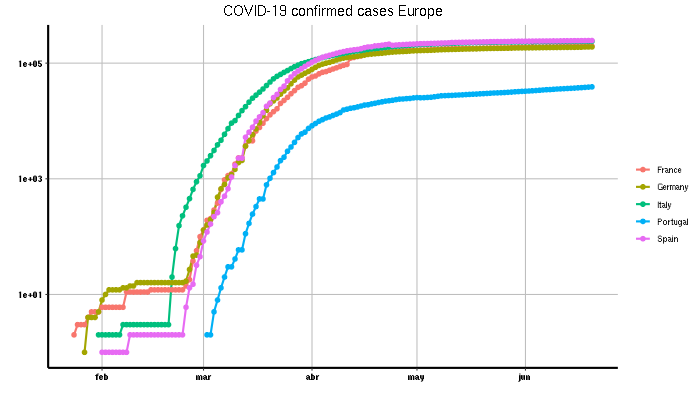 COVID-19 confirmed cases Europe
1e+05
1e+03
1e+01
feb mar abr may jun
France
Germany
Italy
Portugal
Spain